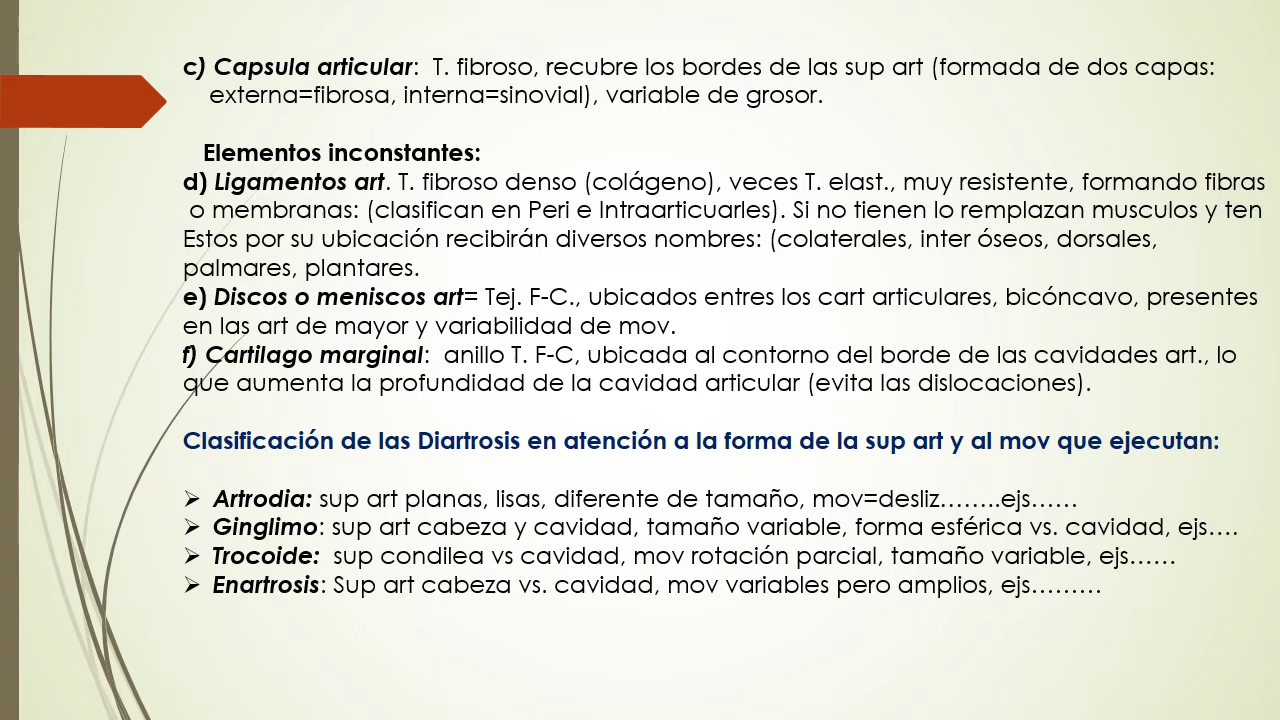 c) Capsula articular:  T. fibroso, recubre los bordes de las sup art (formada de dos capas:
externa=fibrosa, interna=sinovial), variable de grosor.
Elementos inconstantes:
d) Ligamentos art. T. fibroso denso (colágeno), veces T. elast., muy resistente, formando fibras
o membranas: (clasifican en Peri e Intraarticuarles). Si no tienen lo remplazan musculos y ten
Estos por su ubicación recibirán diversos nombres: (colaterales, inter óseos, dorsales,
palmares, plantares.
e) Discos o meniscos art= Tej. F-C., ubicados entres los cart articulares, bicóncavo, presentes
en las art de mayor y variabilidad de mov.
f) Cartilago marginal:  anillo T. F-C, ubicada al contorno del borde de las cavidades art., lo
que aumenta la profundidad de la cavidad articular (evita las dislocaciones).
Clasificación de las Diartrosis en atención a la forma de la sup art y al mov que ejecutan:
➢ Artrodia: sup art planas, lisas, diferente de tamaño, mov=desliz……..ejs……
➢ Ginglimo: sup art cabeza y cavidad, tamaño variable, forma esférica vs. cavidad, ejs….
➢ Trocoide:  sup condilea vs cavidad, mov rotación parcial, tamaño variable, ejs……
➢ Enartrosis: Sup art cabeza vs. cavidad, mov variables pero amplios, ejs………